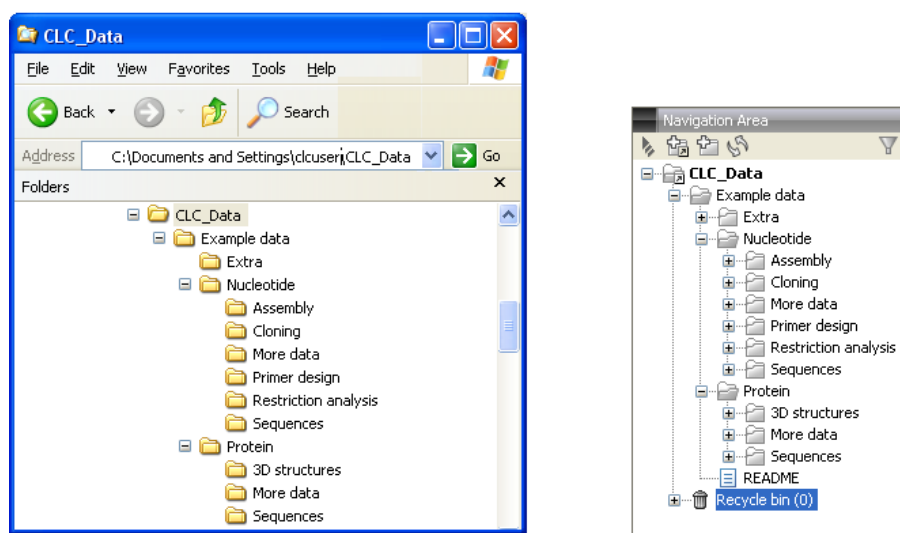 CLC_Data
File Edit View Favorites Tools Help
Back Search
Address C:\Documents and Settings\clcuser\CLC_Data Go
Folders
CLC_Data
Example data
Extra
Nucleotide
Assembly
Cloning
More data
Primer design
Restriction analysis
Sequences
Protein
3D structures
More data
Sequences
Navigation Area
CLC_Data
Example data
Extra
Nucleotide
Assembly
Cloning
More data
Primer design
Restriction analysis
Sequences
Protein
3D structures
More data
Sequences
README
Recycle bin (0)